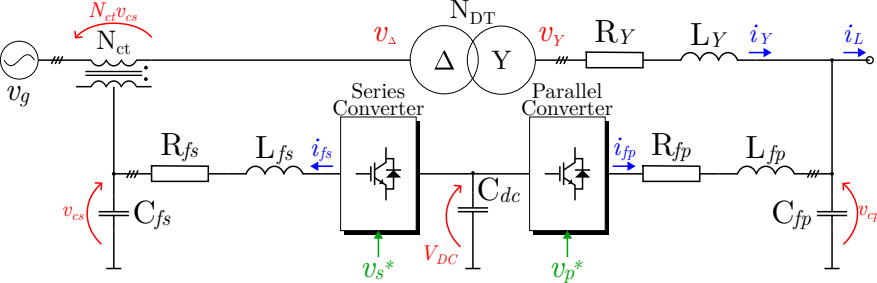 N_ct v_cs
N_ct
v_g
v_Δ
N_DT
Δ
Y
v_Y
R_Y
L_Y
i_Y
i_L
Series
Converter
Parallel
Converter
R_fs
L_fs
i_fs
i_fp
R_fp
L_fp
v_cs
C_fs
V_DC
C_dc
C_fp
v_cp
v_s*
v_p*